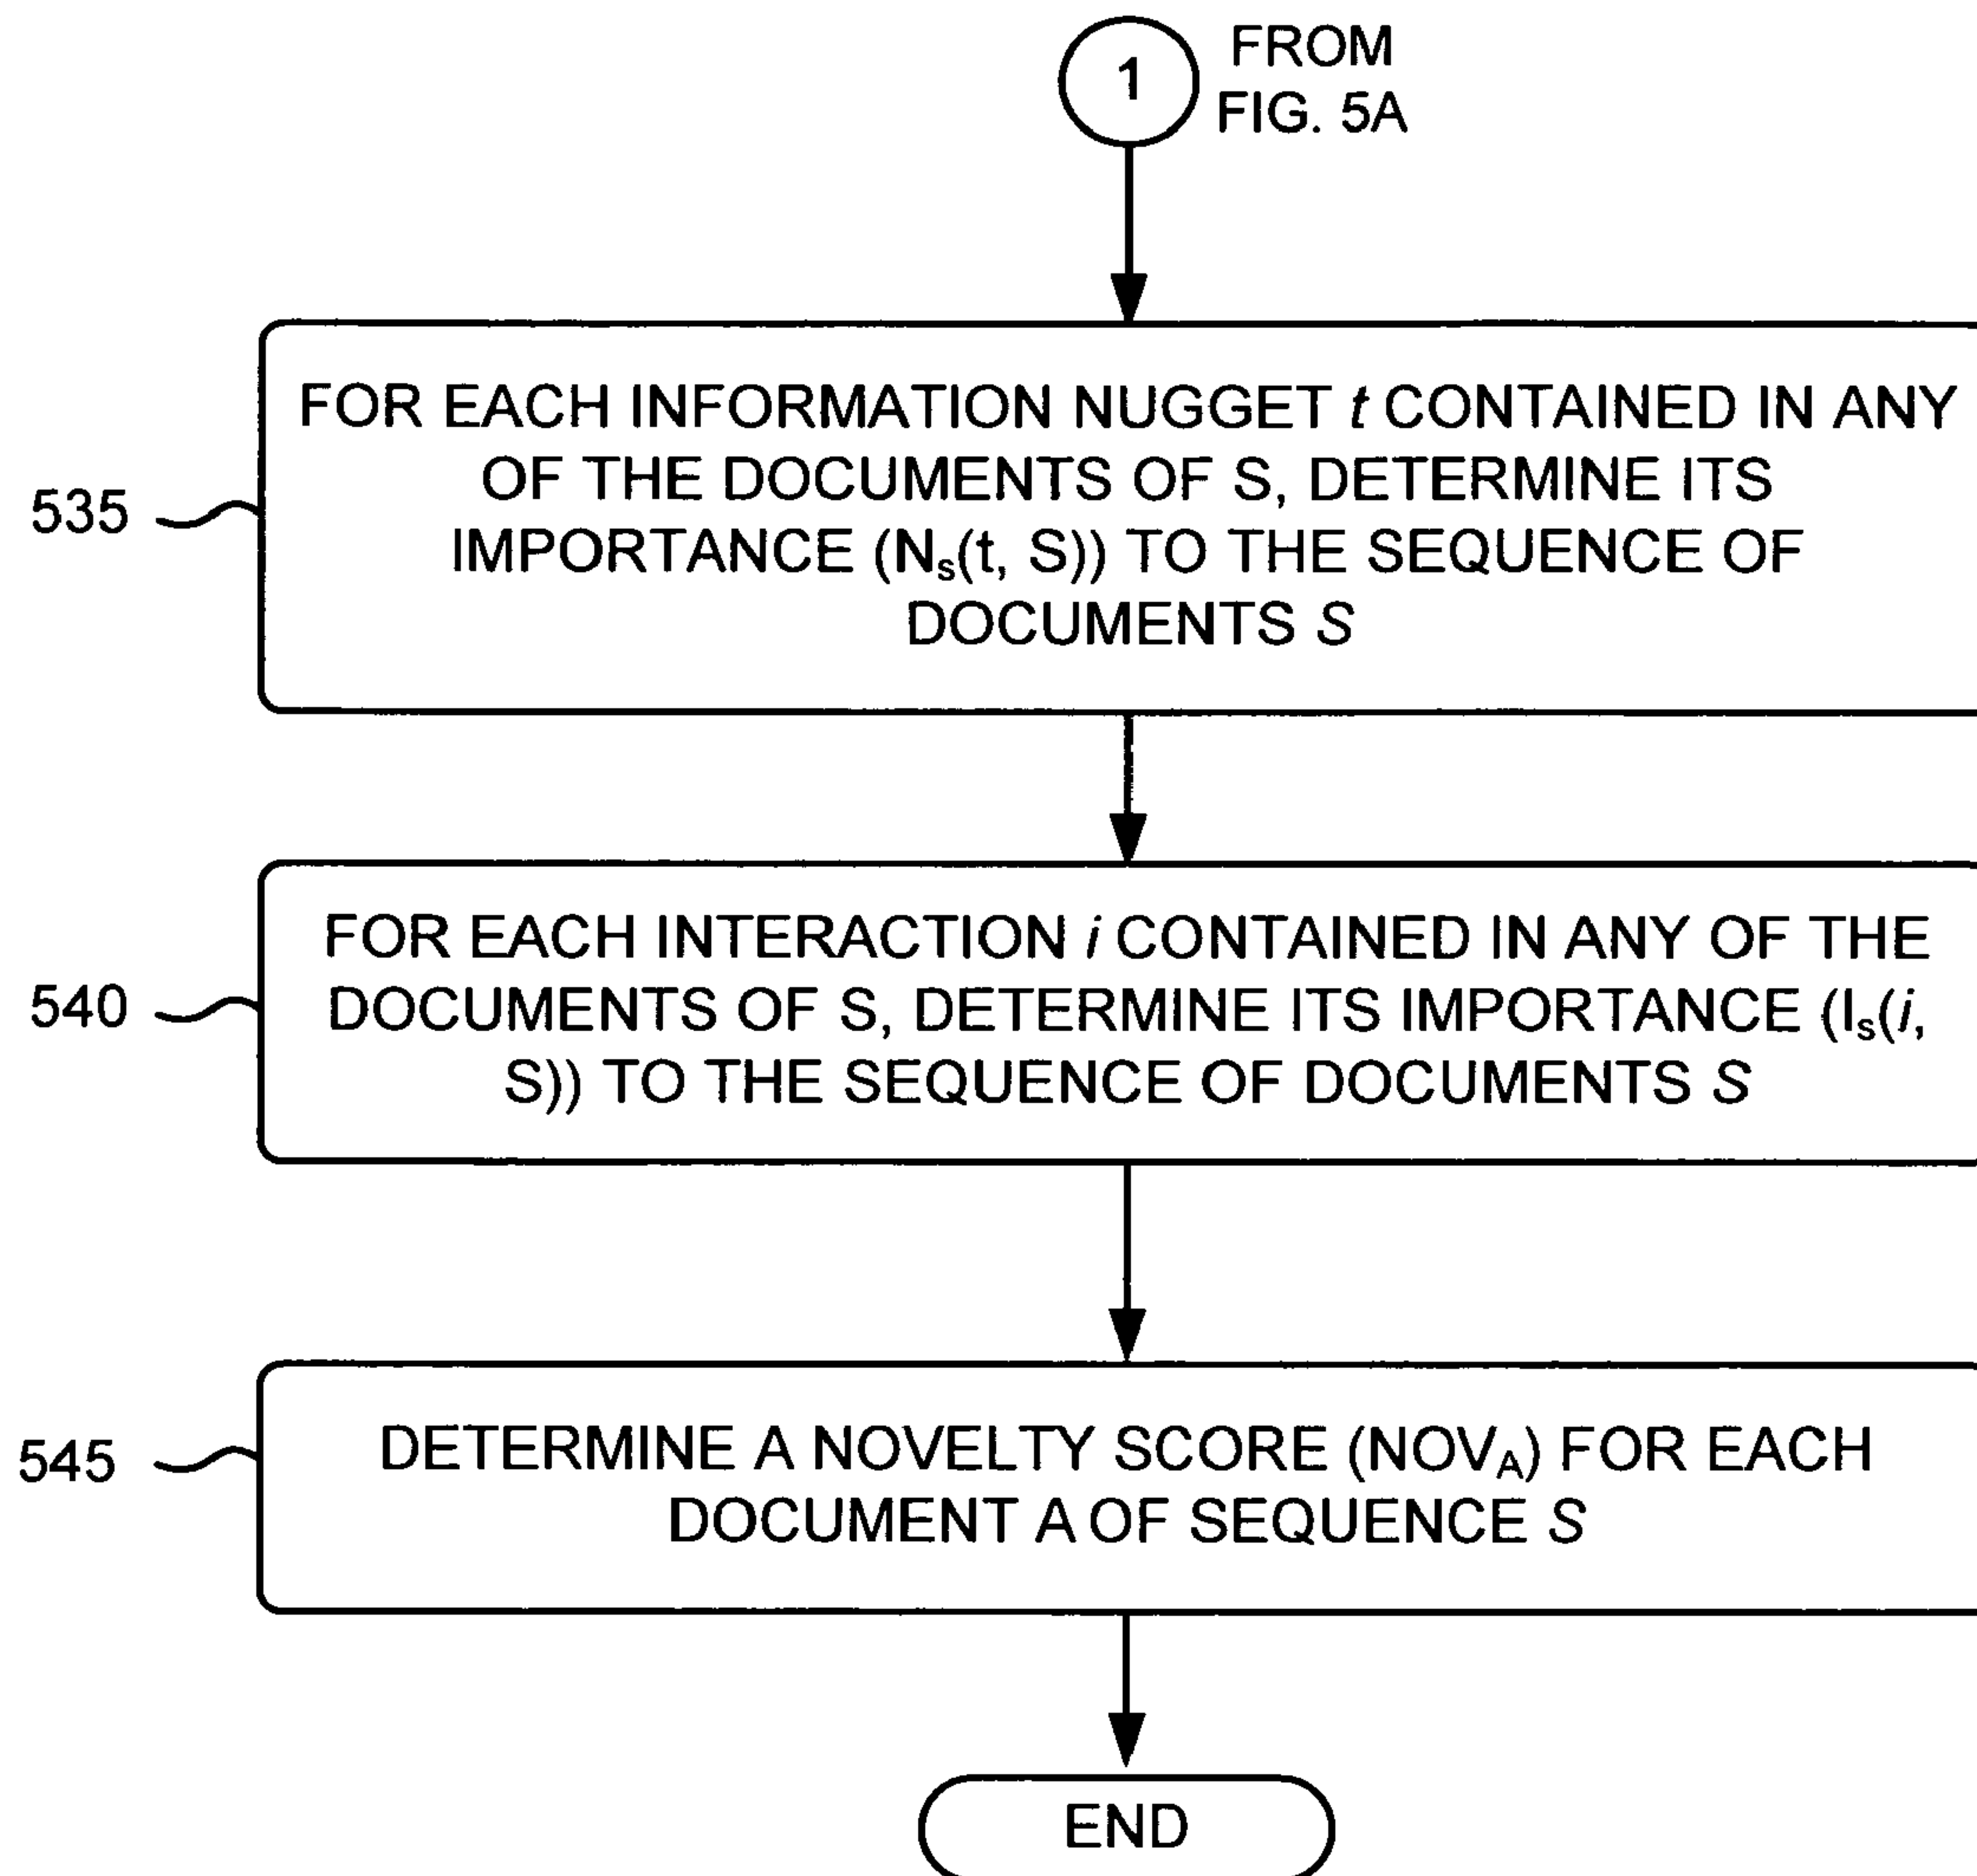 1
FROM
FIG. 5A
FOR EACH INFORMATION NUGGET t CONTAINED IN ANY
OF THE DOCUMENTS OF S, DETERMINE ITS
IMPORTANCE (Ns(t, S)) TO THE SEQUENCE OF
DOCUMENTS S
535
FOR EACH INTERACTION i CONTAINED IN ANY OF THE
DOCUMENTS OF S, DETERMINE ITS IMPORTANCE (Is(i,
S)) TO THE SEQUENCE OF DOCUMENTS S
540
DETERMINE A NOVELTY SCORE (NOVA) FOR EACH
DOCUMENT A OF SEQUENCE S
545
END